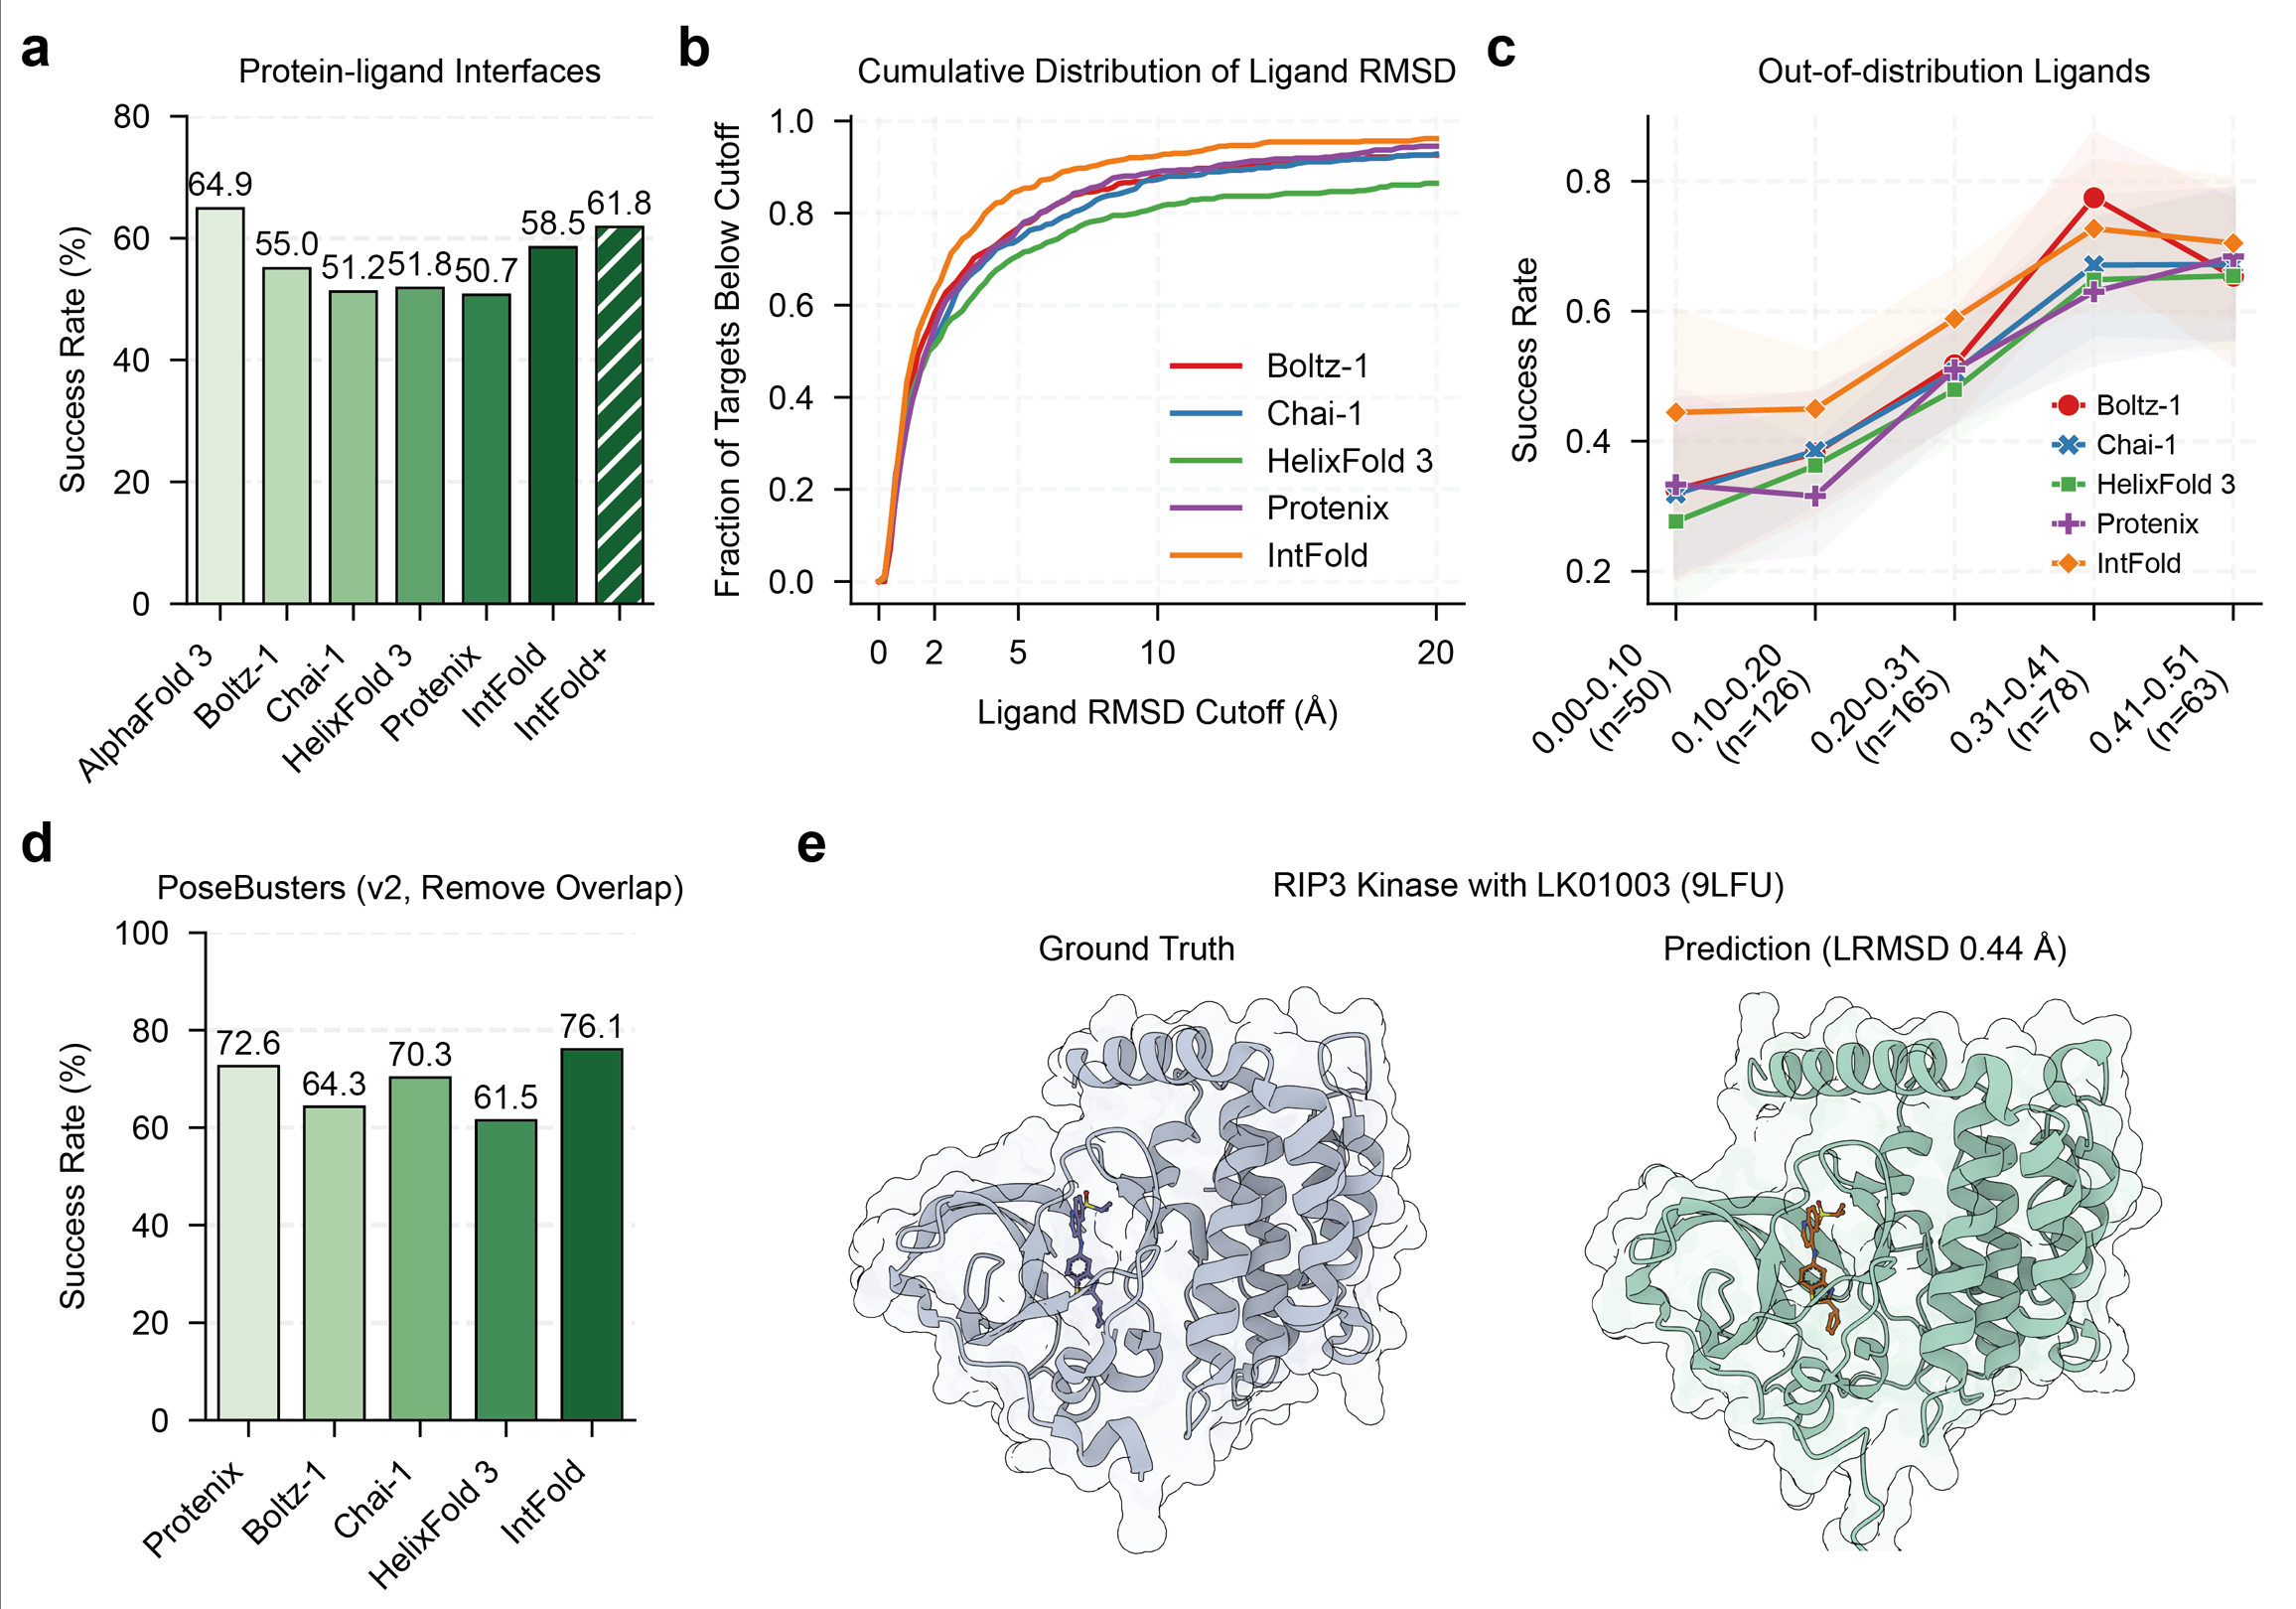 a
Protein-ligand Interfaces
Success Rate (%)
80
60
40
20
0
64.9
55.0
51.2
51.8
50.7
58.5
61.8
AlphaFold 3
Boltz-1
Chai-1
HelixFold 3
Protenix
IntFold
IntFold+
b
Cumulative Distribution of Ligand RMSD
Fraction of Targets Below Cutoff
1.0
0.8
0.6
0.4
0.2
0.0
Boltz-1
Chai-1
HelixFold 3
Protenix
IntFold
0
2
5
10
20
Ligand RMSD Cutoff (Å)
c
Out-of-distribution Ligands
Success Rate
0.8
0.6
0.4
0.2
Boltz-1
Chai-1
HelixFold 3
Protenix
IntFold
0.00-0.10
(n=50)
0.10-0.20
(n=126)
0.20-0.31
(n=165)
0.31-0.41
(n=78)
0.41-0.51
(n=63)
d
PoseBusters (v2, Remove Overlap)
Success Rate (%)
100
80
60
40
20
0
72.6
64.3
70.3
61.5
76.1
Protenix
Boltz-1
Chai-1
HelixFold 3
IntFold
e
RIP3 Kinase with LK01003 (9LFU)
Ground Truth
Prediction (LRMSD 0.44 Å)